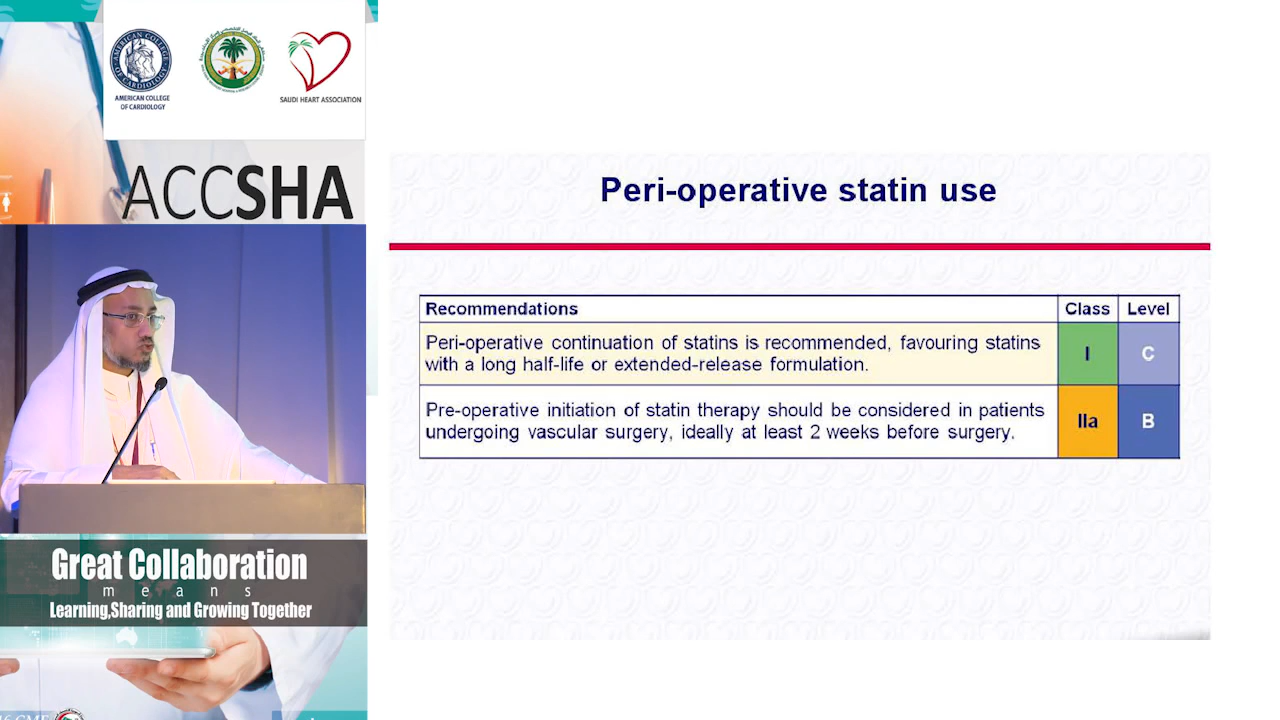 AMERICAN COLLEGE
OF CARDIOLOGY
SAUDI HEART ASSOCIATION
ACCSHA
Great Collaboration
means
Learning,Sharing and Growing Together
Peri-operative statin use
Recommendations Class Level
Peri-operative continuation of statins is recommended, favouring statins
with a long half-life or extended-release formulation.
I C
Pre-operative initiation of statin therapy should be considered in patients
undergoing vascular surgery, ideally at least 2 weeks before surgery.
IIa B